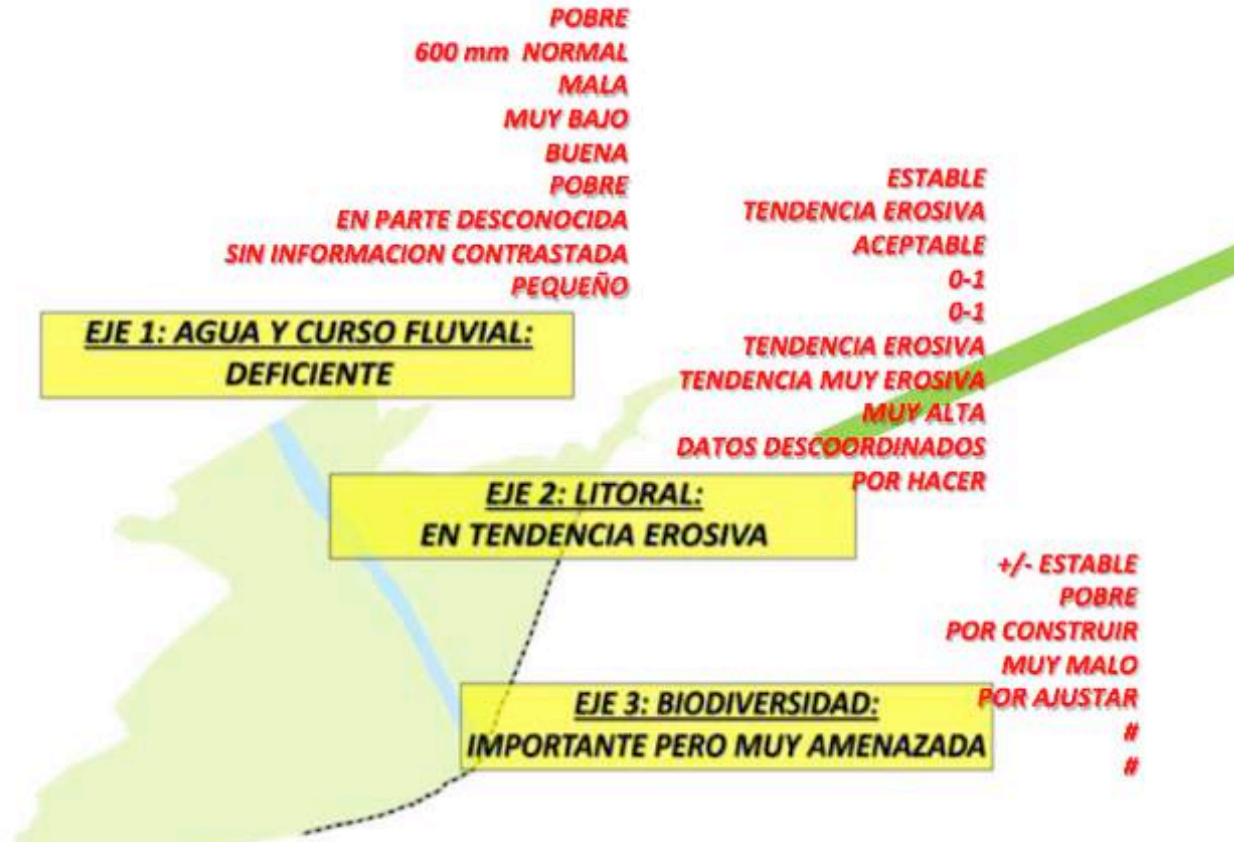 POBRE
600 mm NORMAL
MALA
MUY BAJO
BUENA
POBRE
EN PARTE DESCONOCIDA
SIN INFORMACION CONTRASTADA
PEQUEÑO
EJE 1: AGUA Y CURSO FLUVIAL:
DEFICIENTE
ESTABLE
TENDENCIA EROSIVA
ACEPTABLE
0-1
0-1
TENDENCIA EROSIVA
TENDENCIA MUY EROSIVA
MUY ALTA
DATOS DESCOORDINADOS
POR HACER
EJE 2: LITORAL:
EN TENDENCIA EROSIVA
+/- ESTABLE
POBRE
POR CONSTRUIR
MUY MALO
POR AJUSTAR
#
#
EJE 3: BIODIVERSIDAD:
IMPORTANTE PERO MUY AMENAZADA